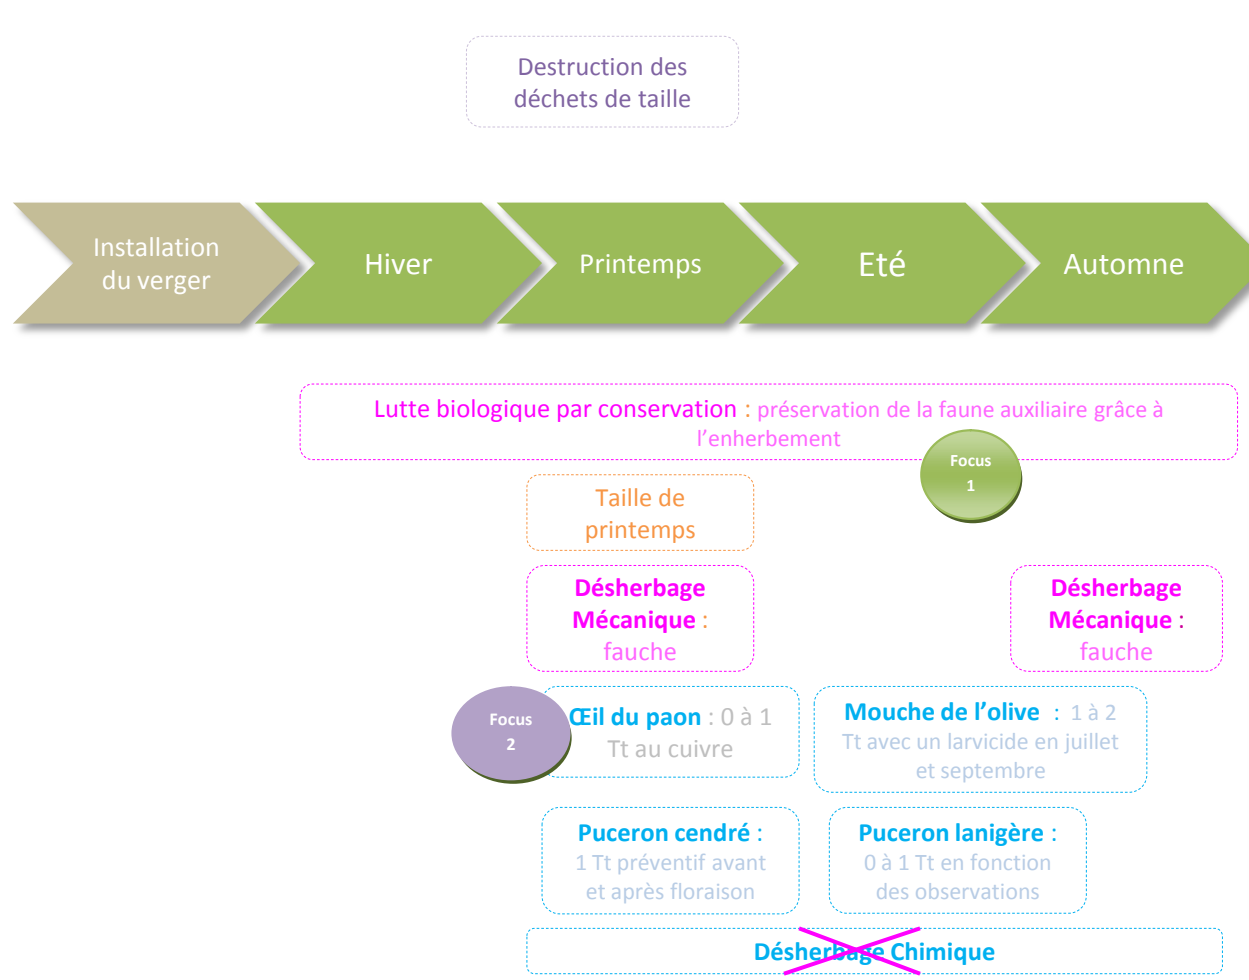 Destruction des
déchets de taille
Installation
du verger
Hiver
Printemps
Eté
Automne
Lutte biologique par conservation : préservation de la faune auxiliaire grâce à
l’enherbement
Focus
1
Taille de
printemps
Désherbage
Mécanique :
fauche
Désherbage
Mécanique :
fauche
Focus
2
Œil du paon : 0 à 1
Tt au cuivre
Mouche de l’olive : 1 à 2
Tt avec un larvicide en juillet
et septembre
Puceron cendré :
1 Tt préventif avant
et après floraison
Puceron lanigère :
0 à 1 Tt en fonction
des observations
Désherbage Chimique